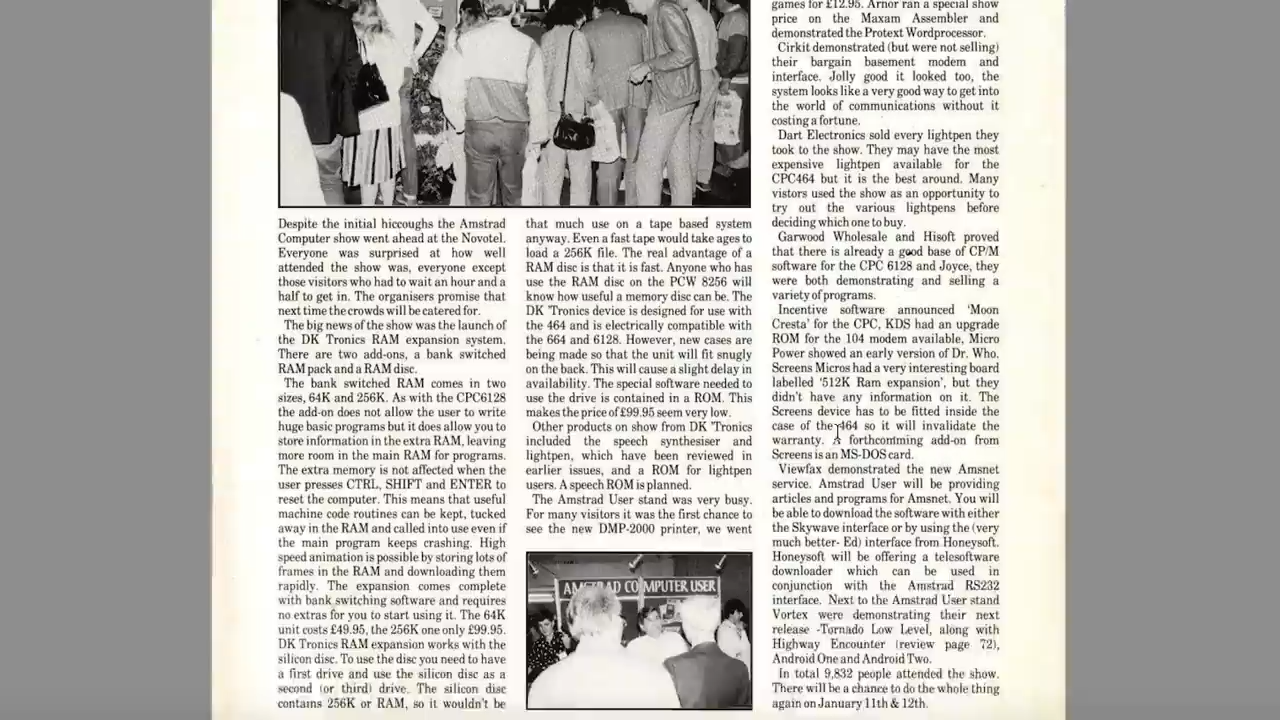 Despite the initial hiccoughs the Amstrad
Computer show went ahead at the Novotel.
Everyone was surprised at how well
attended the show was, everyone except
those visitors who had to wait an hour and a
half to get in. The organisers promise that
next time the crowds will be catered for.
The big news of the show was the launch of
the DK Tronics RAM expansion system.
There are two add-ons, a bank switched
RAM pack and a RAM disc.
The bank switched RAM comes in two
sizes, 64K and 256K. As with the CPC6128
the add-on does not allow the user to write
huge basic programs but it does allow you to
store information in the extra RAM, leaving
more room in the main RAM for programs.
The extra memory is not affected when the
user presses CTRL, SHIFT and ENTER to
reset the computer. This means that useful
machine code routines can be kept, tucked
away in the RAM and called into use even if
the main program keeps crashing. High
speed animation is possible by storing lots of
frames in the RAM and downloading them
rapidly. The expansion comes complete
with bank switching software and requires
no extras for you to start using it. The 64K
unit costs £49.95, the 256K one only £99.95.
DK Tronics RAM expansion works with the
silicon disc. To use the disc you need to have
a first drive and use the silicon disc as a
second (or third) drive. The silicon disc
contains 256K or RAM, so it wouldn't be
that much use on a tape based system
anyway. Even a fast tape would take ages to
load a 256K file. The real advantage of a
RAM disc is that it is fast. Anyone who has
use the RAM disc on the PCW 8256 will
know how useful a memory disc can be. The
DK 'Tronics device is designed for use with
the 464 and is electrically compatible with
the 664 and 6128. However, new cases are
being made so that the unit will fit snugly
on the back. This will cause a slight delay in
availability. The special software needed to
use the drive is contained in a ROM. This
makes the price of £99.95 seem very low.
Other products on show from DK 'Tronics
included the speech synthesiser and
lightpen, which have been reviewed in
earlier issues, and a ROM for lightpen
users. A speech ROM is planned.
The Amstrad User stand was very busy.
For many visitors it was the first chance to
see the new DMP-2000 printer, we went
AMSTRAD COMPUTER USER
games for £12.95. Arnor ran a special show
price on the Maxam Assembler and
demonstrated the Protext Wordprocessor.
Cirkit demonstrated (but were not selling)
their bargain basement modem and
interface. Jolly good it looked too, the
system looks like a very good way to get into
the world of communications without it
costing a fortune.
Dart Electronics sold every lightpen they
took to the show. They may have the most
expensive lightpen available for the
CPC464 but it is the best around. Many
vistors used the show as an opportunity to
try out the various lightpens before
deciding which one to buy.
Garwood Wholesale and Hisoft proved
that there is already a good base of CP/M
software for the CPC 6128 and Joyce, they
were both demonstrating and selling a
variety of programs.
Incentive software announced 'Moon
Cresta' for the CPC, KDS had an upgrade
ROM for the 104 modem available, Micro
Power showed an early version of Dr. Who.
Screens Micros had a very interesting board
labelled '512K Ram expansion', but they
didn't have any information on it. The
Screens device has to be fitted inside the
case of the 464 so it will invalidate the
warranty. A forthcomming add-on from
Screens is an MS-DOS card.
Viewfax demonstrated the new Amsnet
service. Amstrad User will be providing
articles and programs for Amsnet. You will
be able to download the software with either
the Skywave interface or by using the (very
much better- Ed) interface from Honeysoft.
Honeysoft will be offering a telesoftware
downloader which can be used in
conjunction with the Amstrad RS232
interface. Next to the Amstrad User stand
Vortex were demonstrating their next
release -Tornado Low Level, along with
Highway Encounter (review page 72),
Android One and Android Two.
In total 9,832 people attended the show.
There will be a chance to do the whole thing
again on January 11th & 12th.